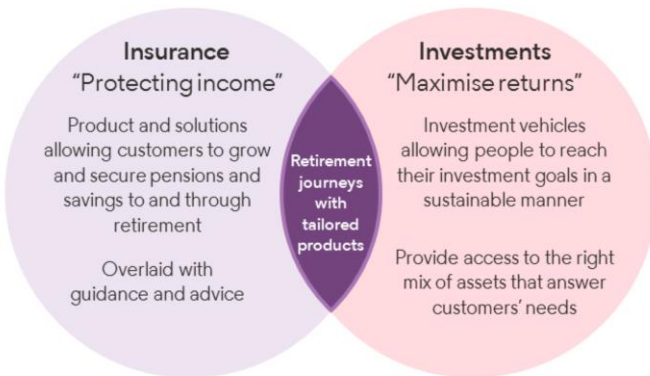 Insurance
“Protecting income”
Product and solutions
allowing customers to grow
and secure pensions and
savings to and through
retirement
Overlaid with
guidance and advice
Retirement
journeys
with
tailored
products
Investments
“Maximise returns”
Investment vehicles
allowing people to reach
their investment goals in a
sustainable manner
Provide access to the right
mix of assets that answer
customers’ needs